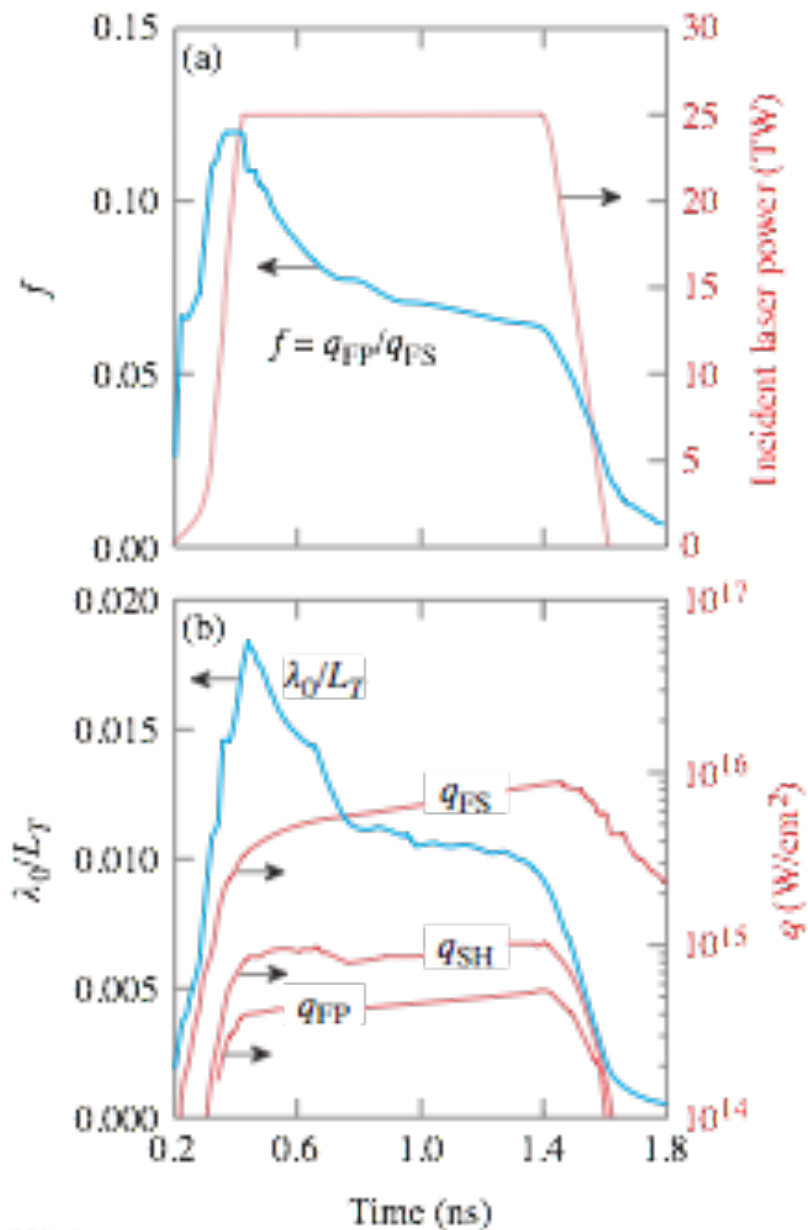 0.15
30
(a)
25
0.10
20
f
15
Incident laser power (TW)
f = qFP/qFS
0.05
10
5
0.00
0
0.020
10¹⁷
(b)
λ0/LT
0.015
qFS
10¹⁶
λ0/LT
0.010
q (W/cm²)
qSH
10¹⁵
0.005
qFP
0.000
10¹⁴
0.2 0.6 1.0 1.4 1.8
Time (ns)